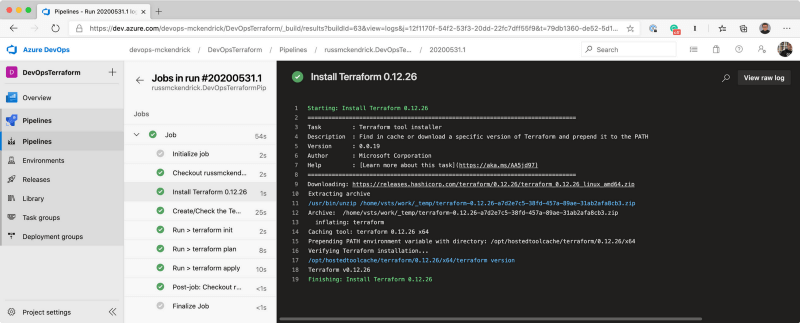 Pipelines - Run 20200531.1 log
https://dev.azure.com/devops-mckendrick/DevOpsTerraform/_build/results?buildId=63&view=logs&j=12f1170f-54f2-53f3-20dd-22fc7dff55f9&t=79db1360-de52-5d1...
Azure DevOps
devops-mckendrick / DevOpsTerraform / Pipelines / russmckendrick.DevOpsTe... / 20200531.1
Search
D DevOpsTerraform
Overview
Pipelines
Pipelines
Environments
Releases
Library
Task groups
Deployment groups
Project settings
Jobs in run #20200531.1
russmckendrick.DevOpsTerraformPip
Jobs
Job 54s
Initialize job 2s
Checkout russmckend... 2s
Install Terraform 0.12.26 1s
Create/Check the Te... 25s
Run > terraform init 2s
Run > terraform plan 8s
Run > terraform apply 10s
Post-job: Checkout r... <1s
Finalize Job <1s
Install Terraform 0.12.26
View raw log
1 Starting: Install Terraform 0.12.26
2 ==============================================================================
3 Task : Terraform tool installer
4 Description : Find in cache or download a specific version of Terraform and prepend it to the PATH
5 Version : 0.0.19
6 Author : Microsoft Corporation
7 Help : [Learn more about this task](https://aka.ms/AA5jd97)
8 ==============================================================================
9 Downloading: https://releases.hashicorp.com/terraform/0.12.26/terraform_0.12.26_linux_amd64.zip
10 Extracting archive
11 /usr/bin/unzip /home/vsts/work/_temp/terraform-0.12.26-a7d2e7c5-38fd-457a-89ae-31ab2afa8cb3.zip
12 Archive: /home/vsts/work/_temp/terraform-0.12.26-a7d2e7c5-38fd-457a-89ae-31ab2afa8cb3.zip
13 inflating: terraform
14 Caching tool: terraform 0.12.26 x64
15 Prepending PATH environment variable with directory: /opt/hostedtoolcache/terraform/0.12.26/x64
16 Verifying Terraform installation...
17 /opt/hostedtoolcache/terraform/0.12.26/x64/terraform version
18 Terraform v0.12.26
19 Finishing: Install Terraform 0.12.26